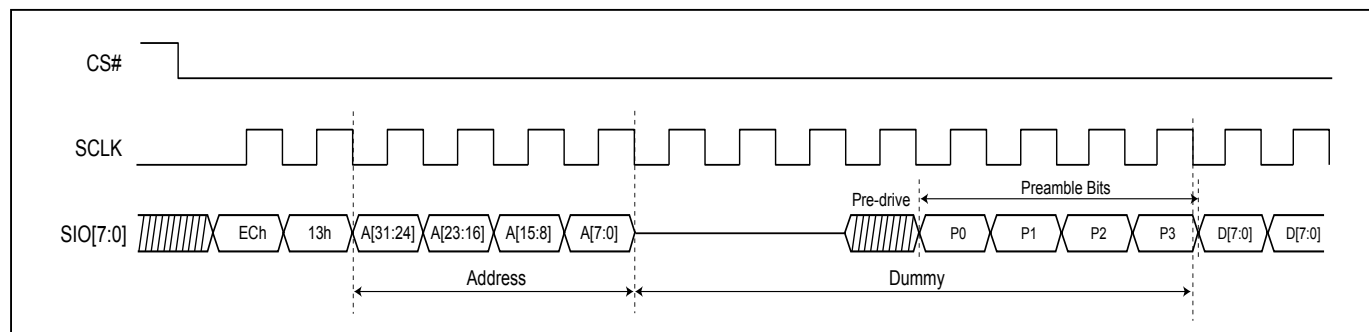 CS#
SCLK
Pre-drive
Preamble Bits
SIO[7:0]
ECh
13h
A[31:24]
A[23:16]
A[15:8]
A[7:0]
P0
P1
P2
P3
D[7:0]
D[7:0]
Address
Dummy